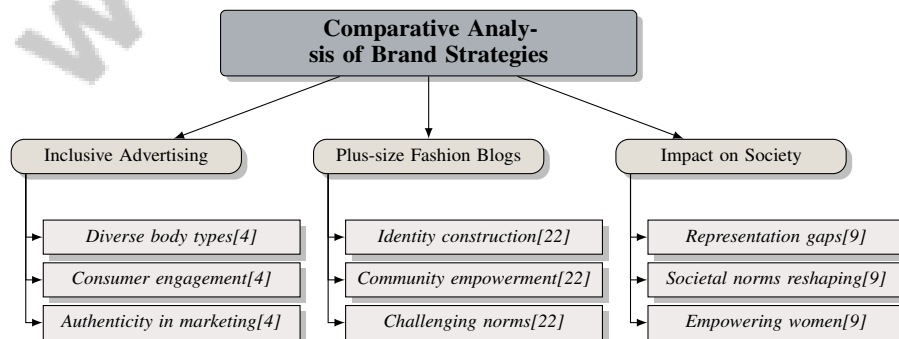 Comparative Analy-
sis of Brand Strategies
Inclusive Advertising
Plus-size Fashion Blogs
Impact on Society
Diverse body types[4]
Identity construction[22]
Representation gaps[9]
Consumer engagement[4]
Community empowerment[22]
Societal norms reshaping[9]
Authenticity in marketing[4]
Challenging norms[22]
Empowering women[9]